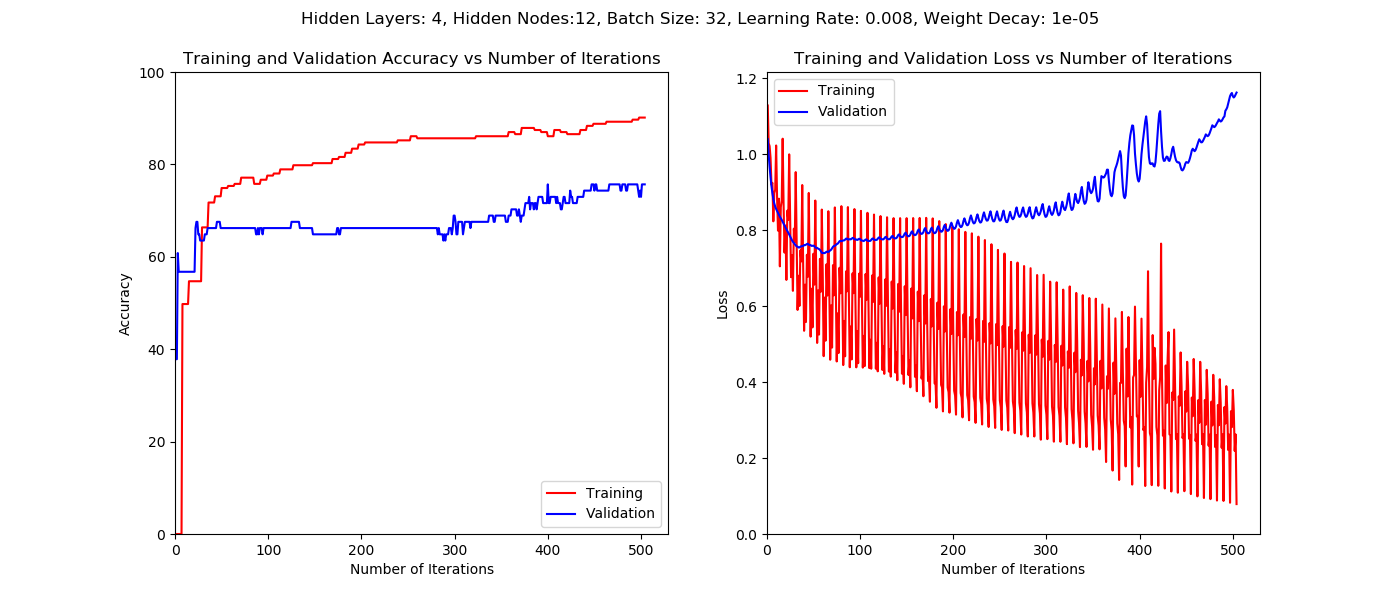 Hidden Layers: 4, Hidden Nodes:12, Batch Size: 32, Learning Rate: 0.008, Weight Decay: 1e-05
Training and Validation Accuracy vs Number of Iterations
100
80
60
40
20
0
Accuracy
0 100 200 300 400 500
Number of Iterations
Training
Validation
Training and Validation Loss vs Number of Iterations
1.2
1.0
0.8
0.6
0.4
0.2
0.0
Loss
0 100 200 300 400 500
Number of Iterations
Training
Validation